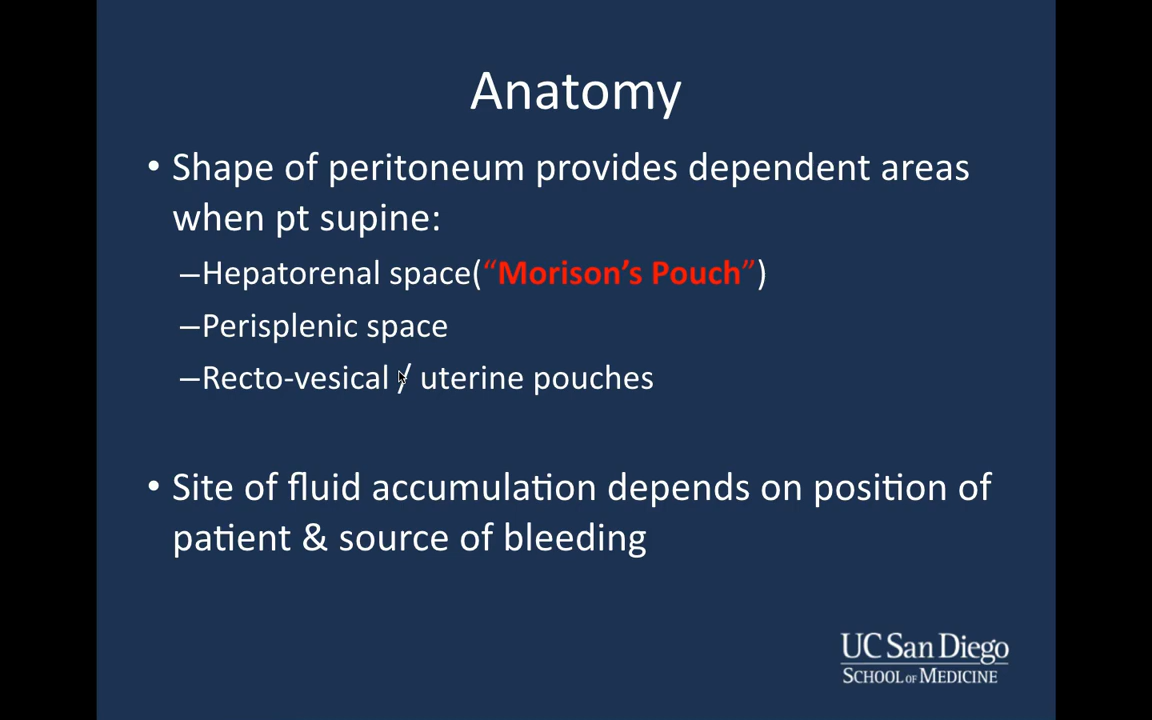 Anatomy
• Shape of peritoneum provides dependent areas
when pt supine:
–Hepatorenal space(“Morison’s Pouch”)
–Perisplenic space
–Recto-vesical / uterine pouches
• Site of fluid accumulation depends on position of
patient & source of bleeding
UC San Diego
SCHOOL OF MEDICINE